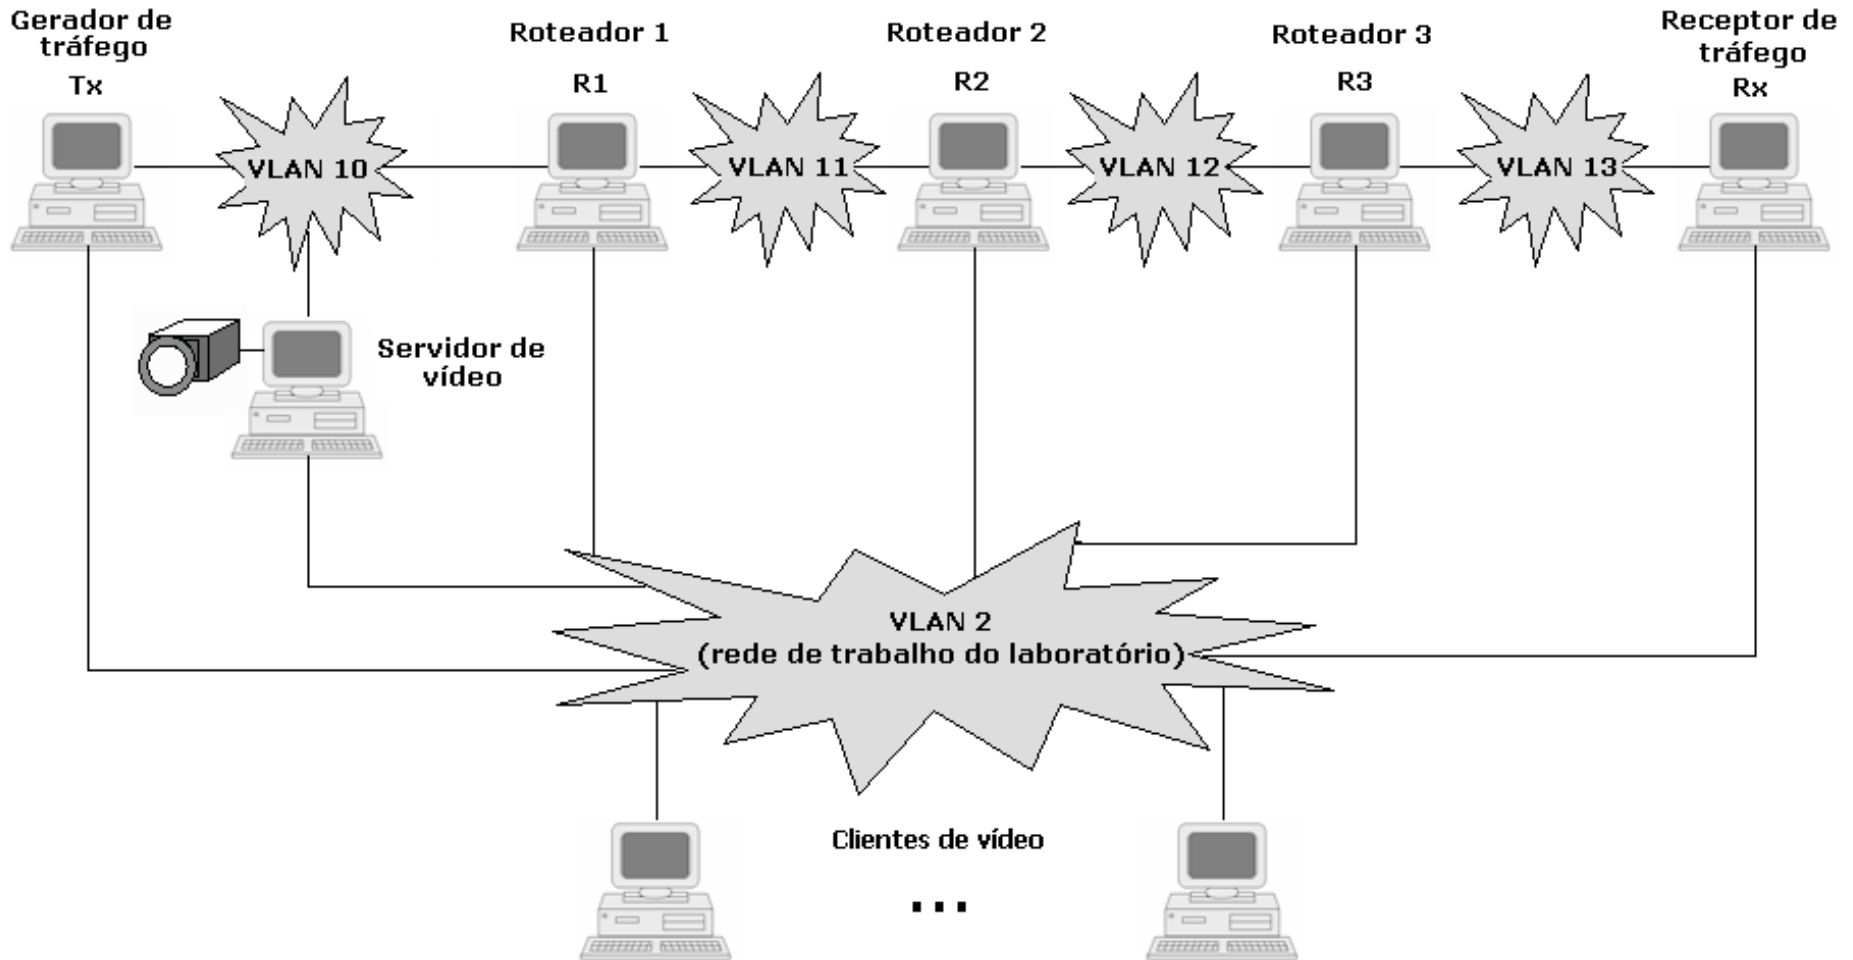 Gerador de
tráfego
Tx
Roteador 1
R1
Roteador 2
R2
Roteador 3
R3
Receptor de
tráfego
Rx
VLAN 10
VLAN 11
VLAN 12
VLAN 13
Servidor de
vídeo
VLAN 2
(rede de trabalho do laboratório)
Clientes de vídeo
...